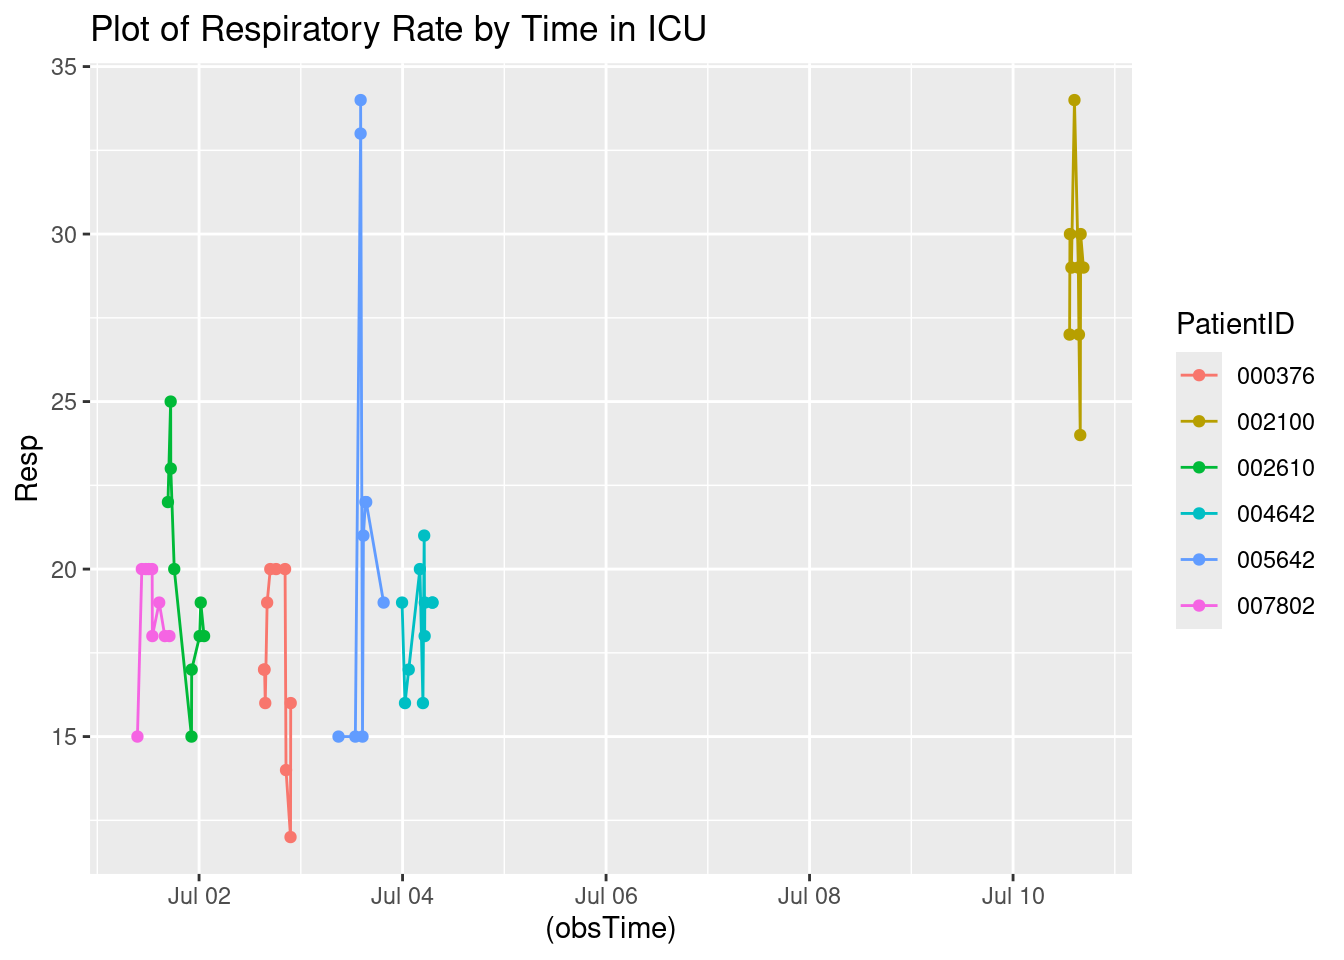 Plot of Respiratory Rate by Time in ICU
35
30
25
20
15
Resp
Jul 02
Jul 04
Jul 06
Jul 08
Jul 10
(obsTime)
PatientID
000376
002100
002610
004642
005642
007802